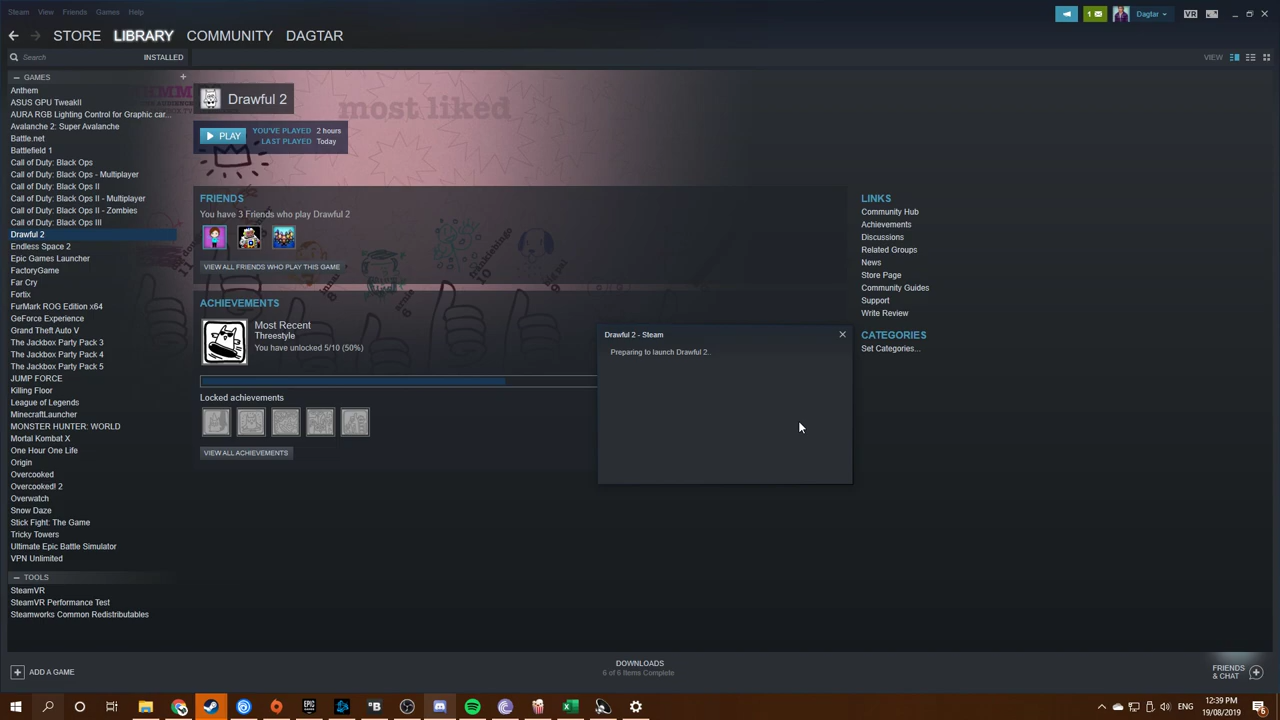 Steam View Friends Games Help
1 Dagtar VR
STORE LIBRARY COMMUNITY DAGTAR
Search INSTALLED
VIEW
GAMES +
Anthem
ASUS GPU TweakII
AURA RGB Lighting Control for Graphic car...
Avalanche 2: Super Avalanche
Battle.net
Battlefield 1
Call of Duty: Black Ops
Call of Duty: Black Ops - Multiplayer
Call of Duty: Black Ops II
Call of Duty: Black Ops II - Multiplayer
Call of Duty: Black Ops II - Zombies
Call of Duty: Black Ops III
Drawful 2
Endless Space 2
Epic Games Launcher
FactoryGame
Far Cry
Fortix
FurMark ROG Edition x64
GeForce Experience
Grand Theft Auto V
The Jackbox Party Pack 3
The Jackbox Party Pack 4
The Jackbox Party Pack 5
JUMP FORCE
Killing Floor
League of Legends
MinecraftLauncher
MONSTER HUNTER: WORLD
Mortal Kombat X
One Hour One Life
Origin
Overcooked
Overcooked! 2
Overwatch
Snow Daze
Stick Fight: The Game
Tricky Towers
Ultimate Epic Battle Simulator
VPN Unlimited
TOOLS
SteamVR
SteamVR Performance Test
Steamworks Common Redistributables
+ ADD A GAME
most liked
Drawful 2
PLAY
YOU'VE PLAYED 2 hours
LAST PLAYED Today
FRIENDS
You have 3 Friends who play Drawful 2
VIEW ALL FRIENDS WHO PLAY THIS GAME
ACHIEVEMENTS
Most Recent
Threestyle
You have unlocked 5/10 (50%)
Locked achievements
VIEW ALL ACHIEVEMENTS
Drawful 2 - Steam
Preparing to launch Drawful 2..
LINKS
Community Hub
Achievements
Discussions
Related Groups
News
Store Page
Community Guides
Support
Write Review
CATEGORIES
Set Categories...
DOWNLOADS
6 of 6 Items Complete
FRIENDS
& CHAT
12:39 PM
19/08/2019